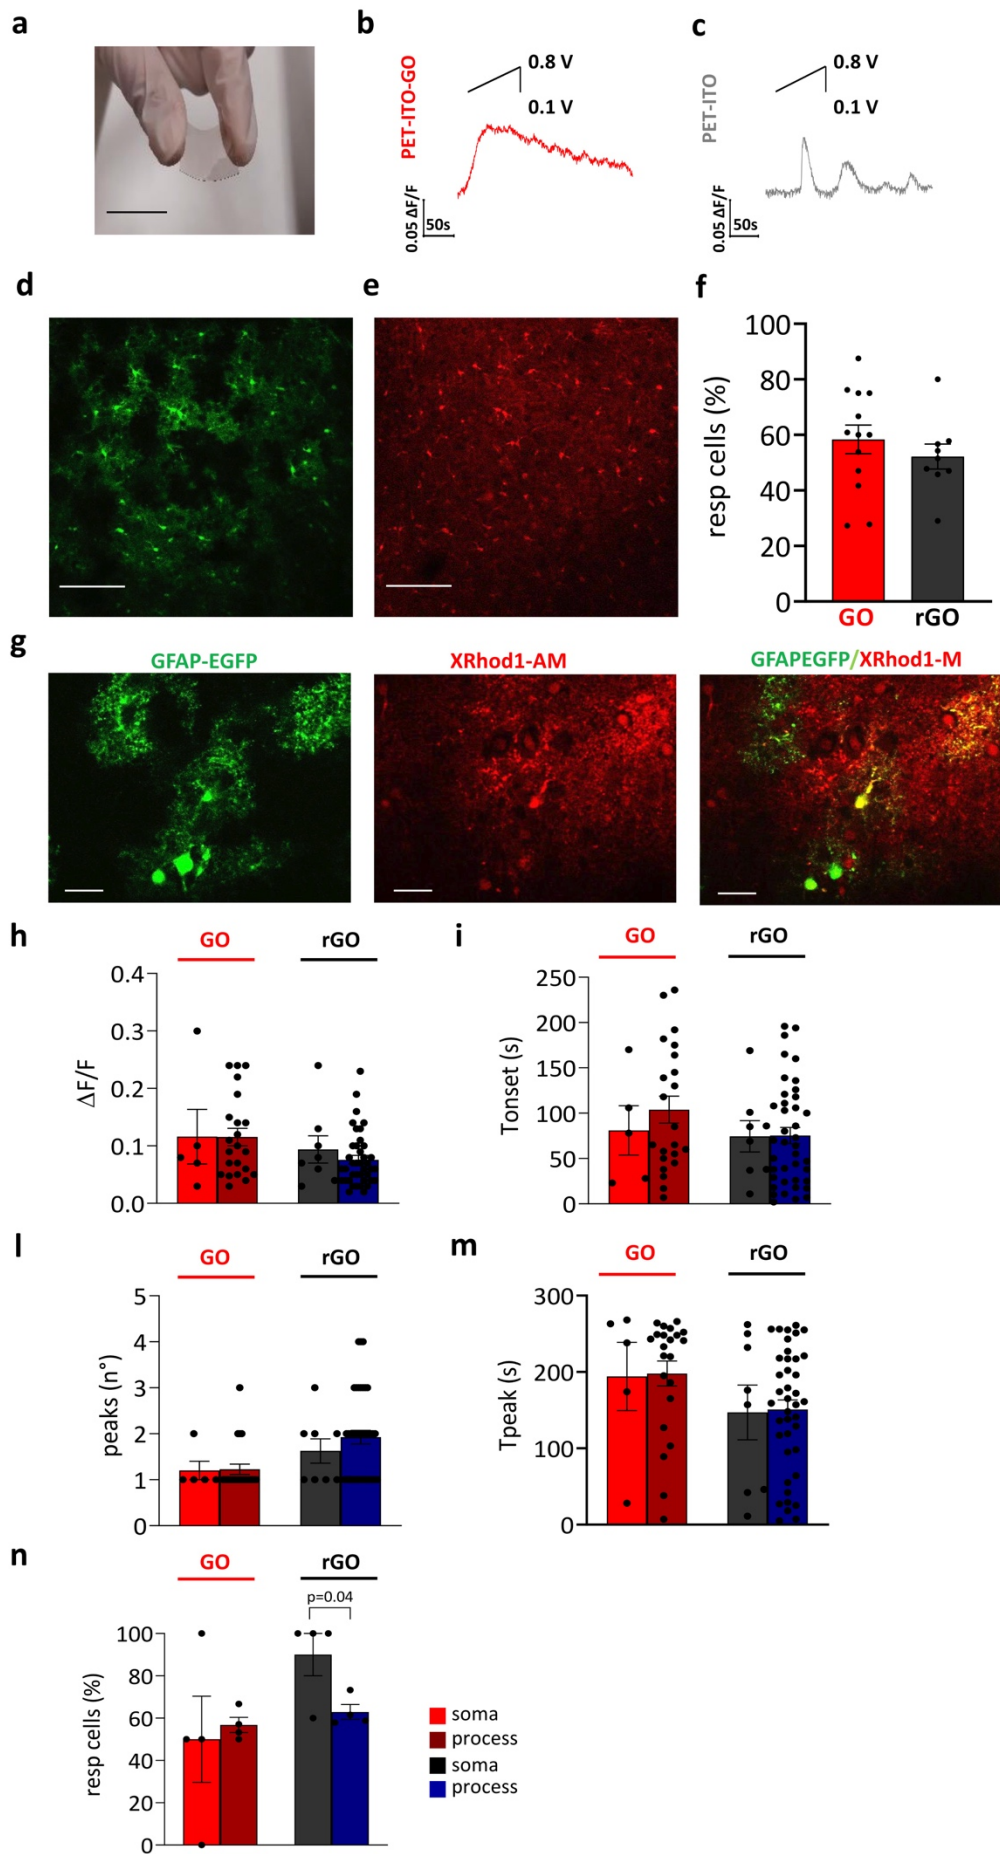 a
b
c
PET-ITO-GO
0.8 V
0.1 V
0.05 ΔF/F
50s
PET-ITO
0.8 V
0.1 V
0.05 ΔF/F
50s
d
e
f
resp cells (%)
100
80
60
40
20
0
GO
rGO
g
GFAP-EGFP
XRhod1-AM
GFAPEGFP/XRhod1-M
h
GO
rGO
ΔF/F
0.4
0.3
0.2
0.1
0.0
i
GO
rGO
Tonset (s)
250
200
150
100
50
0
l
GO
rGO
peaks (n°)
5
4
3
2
1
0
m
GO
rGO
Tpeak (s)
300
200
100
0
n
GO
rGO
p=0.04
resp cells (%)
100
80
60
40
20
0
soma
process
soma
process